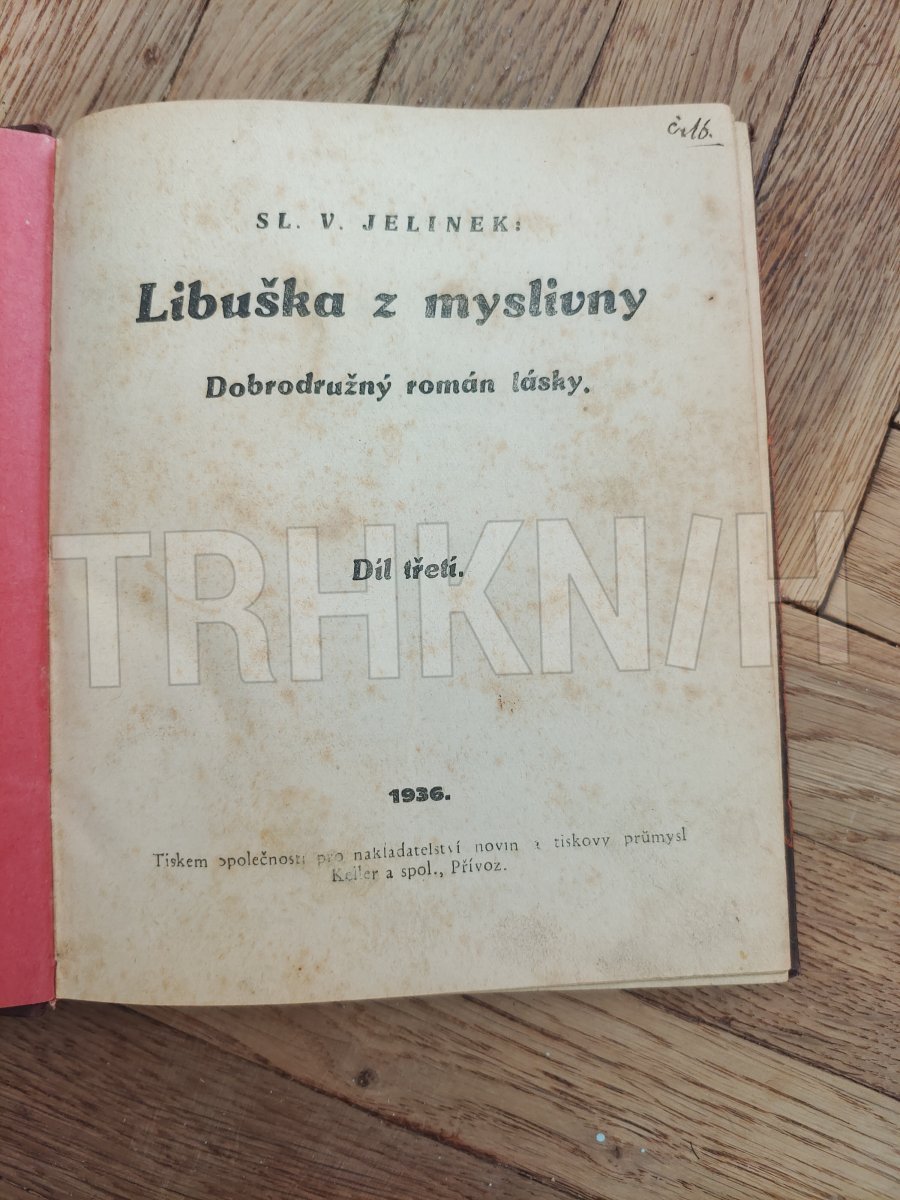 č. 16.
SL. V. JELINEK:
Libuška z myslivny
Dobrodružný román lásky.
Díl třetí.
TRHKNIH
1936.
Tiskem společnosti pro nakladatelství novin a tiskový průmysl
Keller a spol., Přívoz.